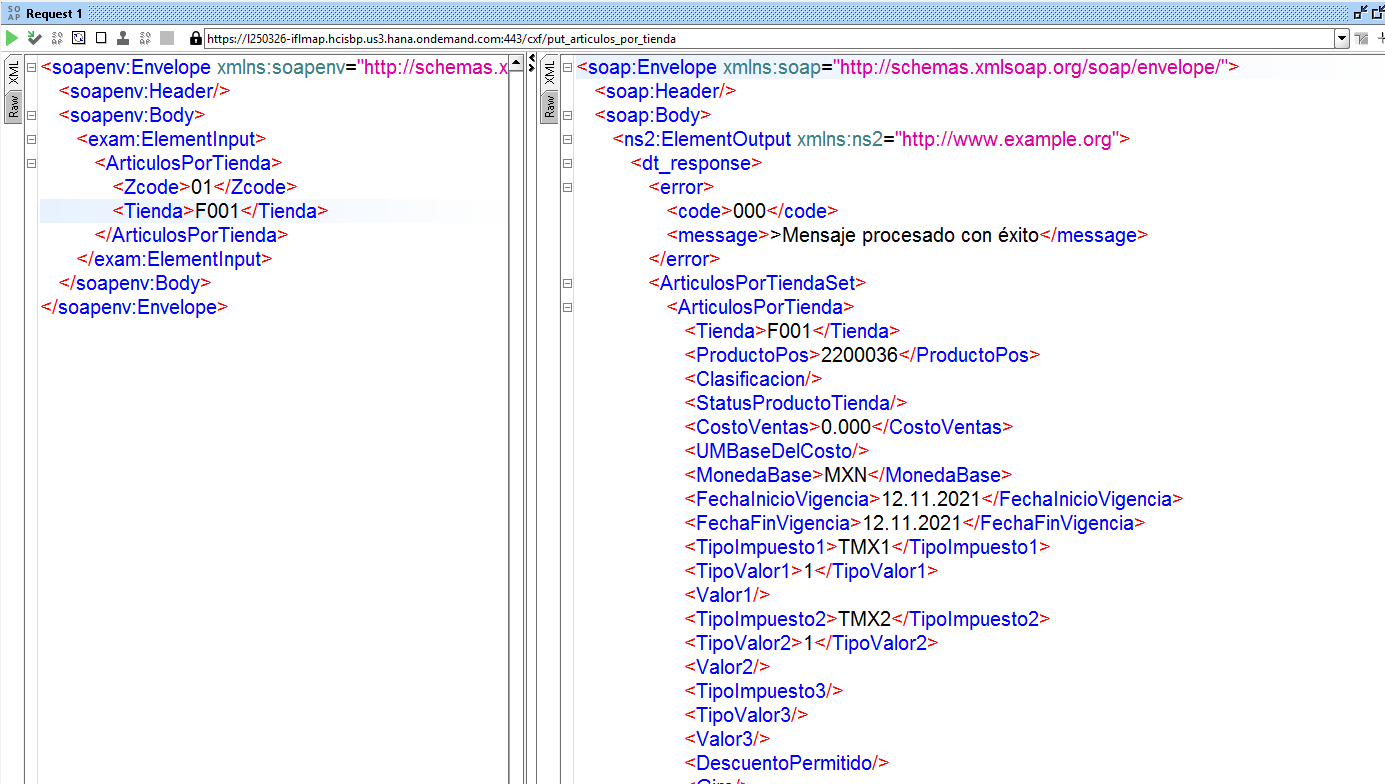 SO
AP Request 1
https://l250326-iflmap.hcisbp.us3.hana.ondemand.com:443/cxf/put_articulos_por_tienda
XML
Raw
<soapenv:Envelope xmlns:soapenv="http://schemas.x
<soapenv:Header/>
<soapenv:Body>
<exam:ElementInput>
<ArticulosPorTienda>
<Zcode>01</Zcode>
<Tienda>F001</Tienda>
</ArticulosPorTienda>
</exam:ElementInput>
</soapenv:Body>
</soapenv:Envelope>
XML
Raw
<soap:Envelope xmlns:soap="http://schemas.xmlsoap.org/soap/envelope/">
<soap:Header/>
<soap:Body>
<ns2:ElementOutput xmlns:ns2="http://www.example.org">
<dt_response>
<error>
<code>000</code>
<message>>Mensaje procesado con éxito</message>
</error>
<ArticulosPorTiendaSet>
<ArticulosPorTienda>
<Tienda>F001</Tienda>
<ProductoPos>2200036</ProductoPos>
<Clasificacion/>
<StatusProductoTienda/>
<CostoVentas>0.000</CostoVentas>
<UMBaseDelCosto/>
<MonedaBase>MXN</MonedaBase>
<FechaInicioVigencia>12.11.2021</FechaInicioVigencia>
<FechaFinVigencia>12.11.2021</FechaFinVigencia>
<TipoImpuesto1>TMX1</TipoImpuesto1>
<TipoValor1>1</TipoValor1>
<Valor1/>
<TipoImpuesto2>TMX2</TipoImpuesto2>
<TipoValor2>1</TipoValor2>
<Valor2/>
<TipoImpuesto3/>
<TipoValor3/>
<Valor3/>
<DescuentoPermitido/>